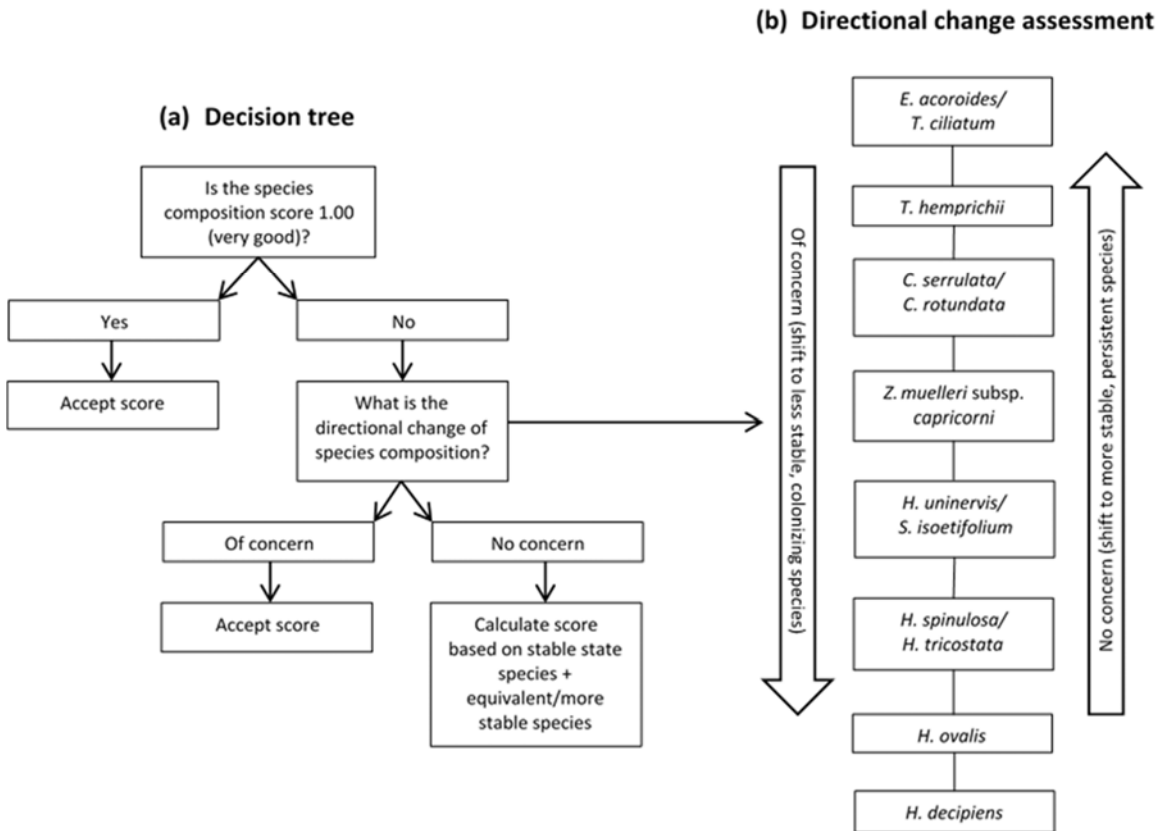 (a) Decision tree
Is the species
composition score 1.00
(very good)?
Yes
No
Accept score
What is the
directional change of
species composition?
Of concern
No concern
Accept score
Calculate score
based on stable state
species +
equivalent/more
stable species
(b) Directional change assessment
Of concern (shift to less stable, colonizing species)
E. acoroides/
T. ciliatum
T. hemprichii
C. serrulata/
C. rotundata
Z. muelleri subsp.
capricorni
H. uninervis/
S. isoetifolium
H. spinulosa/
H. tricostata
H. ovalis
H. decipiens
No concern (shift to more stable, persistent species)